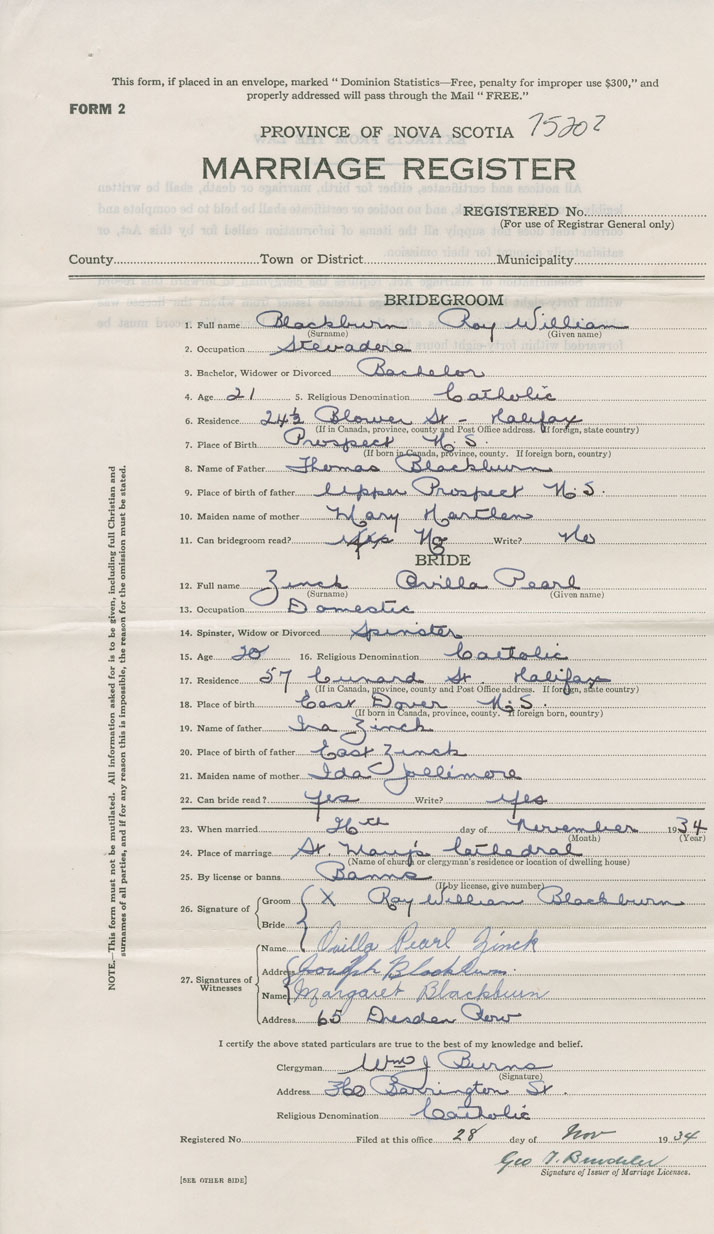 This form, if placed in an envelope, marked " Dominion Statistics—Free, penalty for improper use $300," and
properly addressed will pass through the Mail " FREE."
FORM 2
PROVINCE OF NOVA SCOTIA 75202
MARRIAGE REGISTER
REGISTERED No.
(For use of Registrar General only)
County Town or District Municipality
BRIDEGROOM
1. Full name Blackburn Roy William
(Surname) (Given name)
2. Occupation Stevadore
3. Bachelor, Widower or Divorced Bachelor
4. Age 21 5. Religious Denomination Catholic
6. Residence 24½ Blower St - Halifax
(If in Canada, province, county and Post Office address. If foreign, state country)
7. Place of Birth Prospect N.S.
(If born in Canada, province, county. If foreign born, country)
8. Name of Father Thomas Blackburn
9. Place of birth of father Upper Prospect N.S.
10. Maiden name of mother Mary Hartlen
11. Can bridegroom read? No Write? No
BRIDE
12. Full name Zinck Orilla Pearl
(Surname) (Given name)
13. Occupation Domestic
14. Spinster, Widow or Divorced Spinster
15. Age 20 16. Religious Denomination Catholic
17. Residence 57 Cunard St. Halifax
(If in Canada, province, county and Post Office address. If foreign, state country)
18. Place of Birth East Dover N.S.
(If born in Canada, province, county. If foreign born, country)
19. Name of father Ira Zinck
20. Place of birth of father East Zinck
21. Maiden name of mother Ida Jollimore
22. Can bride read? yes Write? yes
23. When married 26th day of November 1934
(Month) (Year)
24. Place of marriage St. Mary's Cathedral
(Name of church or clergyman's residence or location of dwelling house)
25. By license or banns Banns
(If by license, give number)
26. Signature of Groom X Roy William Blackburn
Bride
27. Signatures of Witnesses
Name Orilla Pearl Zinck
Address Joseph Blackburn
Name Margaret Blackburn
Address 65 Dresden Row
I certify the above stated particulars are true to the best of my knowledge and belief.
Clergyman Wm J Burns
(Signature)
Address 360 Barrington St.
Religious Denomination Catholic
Registered No. Filed at this office 28 day of Nov 1934
Geo T.
Signature of Issuer of Marriage Licenses.
[SEE OTHER SIDE]
NOTE.—This form must not be mutilated. All information asked for is to be given, including full Christian and
surnames of all parties, and if for any reason this is impossible, the reason for the omission must be stated.